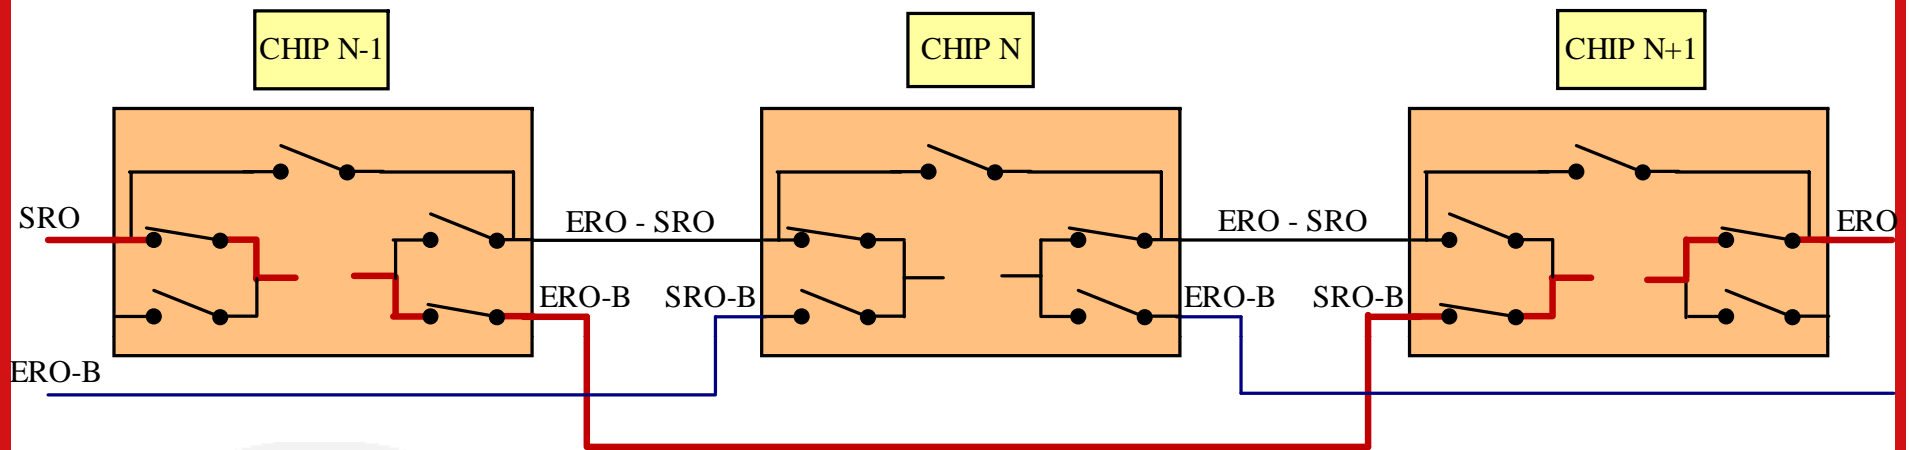 CHIP N-1
CHIP N
CHIP N+1
SRO
ERO - SRO
ERO - SRO
ERO
ERO-B
SRO-B
ERO-B
SRO-B
ERO-B